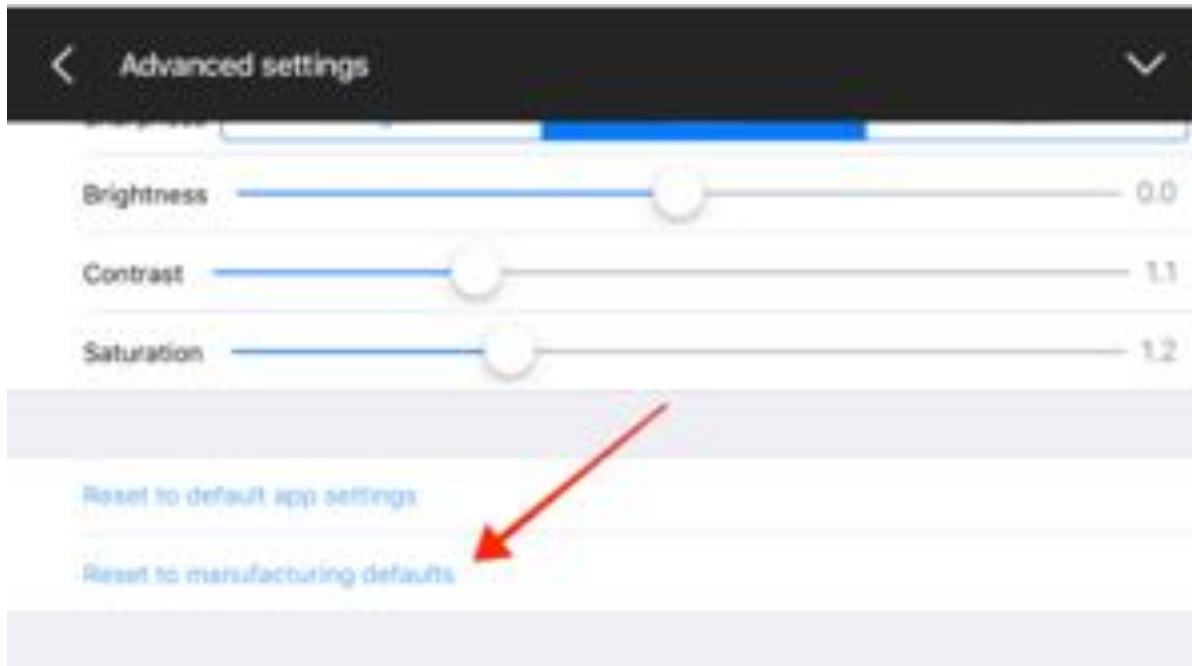 Advanced settings
Brightness 0.0
Contrast 1.1
Saturation 1.2
Reset to default app settings
Reset to manufacturing defaults